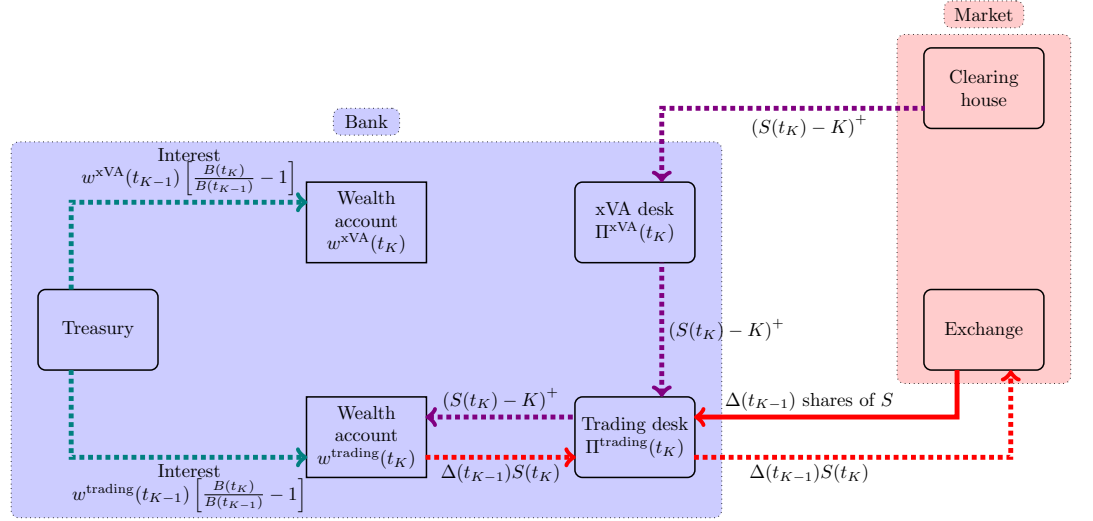 Market
Clearing
house
(S(t_K) − K)^+
Bank
Interest
w^{xVA}(t_{K−1}) [B(t_K)/B(t_{K−1}) − 1]
Wealth
account
w^{xVA}(t_K)
xVA desk
Π^{xVA}(t_K)
Treasury
(S(t_K) − K)^+
Exchange
(S(t_K) − K)^+
Δ(t_{K−1}) shares of S
Wealth
account
w^{trading}(t_K)
Trading desk
Π^{trading}(t_K)
Interest
w^{trading}(t_{K−1}) [B(t_K)/B(t_{K−1}) − 1]
Δ(t_{K−1})S(t_K)
Δ(t_{K−1})S(t_K)